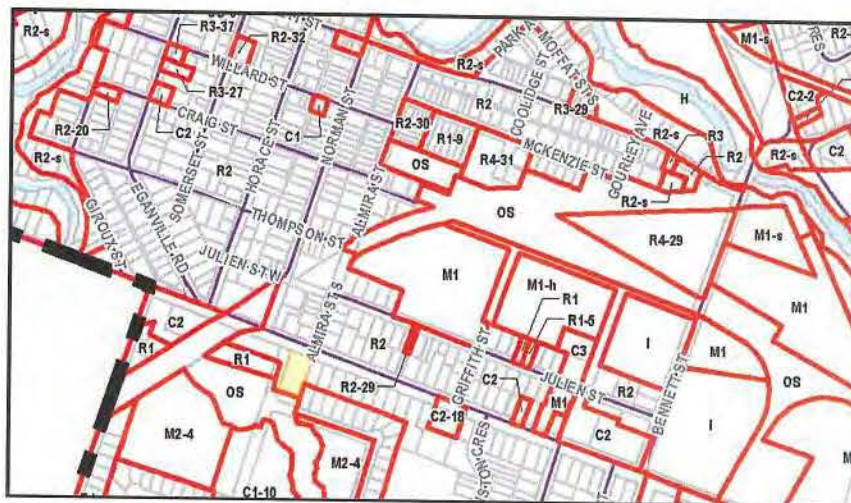 R2-s
R3-37
R2-32
WILLARD ST
R3-27
R2-20
C2
CRAIG ST
C1
NORMAN ST
R2-s
R2
SOMERSET ST
HORACE ST
EGANVILLE RD
GIROUX ST
THOMPSON ST
JULIEN ST W
ALMIRA ST
R2-30
R1-9
OS
R2
R2-s
COOLIDGE ST
MOFFAT ST S
R3-29
R4-31
MCKENZIE ST
GOURLEY AVE
H
R2-s
R3
R2
R2-s
M1-s
C2-2
R2-s
C2
OS
R4-29
M1-s
M1
M1-h
R1
R1-5
C3
I
M1
M1
OS
C2
R1
R1
ALMIRA ST S
R2
R2-29
GRIFFITH ST
JULIEN ST
R2
BENNETT ST
OS
C2
C2-18
M1
C2
I
M2-4
M2-4
C1-10